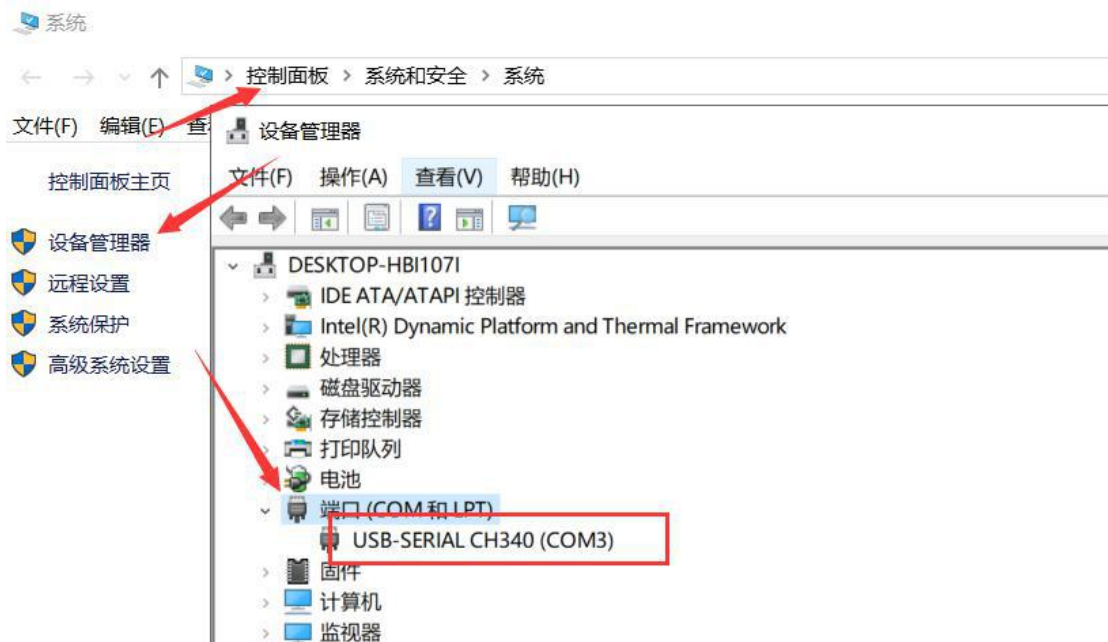 系统
控制面板 > 系统和安全 > 系统
文件(F) 编辑(E) 查看
设备管理器
控制面板主页
文件(F) 操作(A) 查看(V) 帮助(H)
设备管理器
远程设置
系统保护
高级系统设置
DESKTOP-HBI107I
IDE ATA/ATAPI 控制器
Intel(R) Dynamic Platform and Thermal Framework
处理器
磁盘驱动器
存储控制器
打印队列
电池
端口 (COM 和 LPT)
USB-SERIAL CH340 (COM3)
固件
计算机
监视器